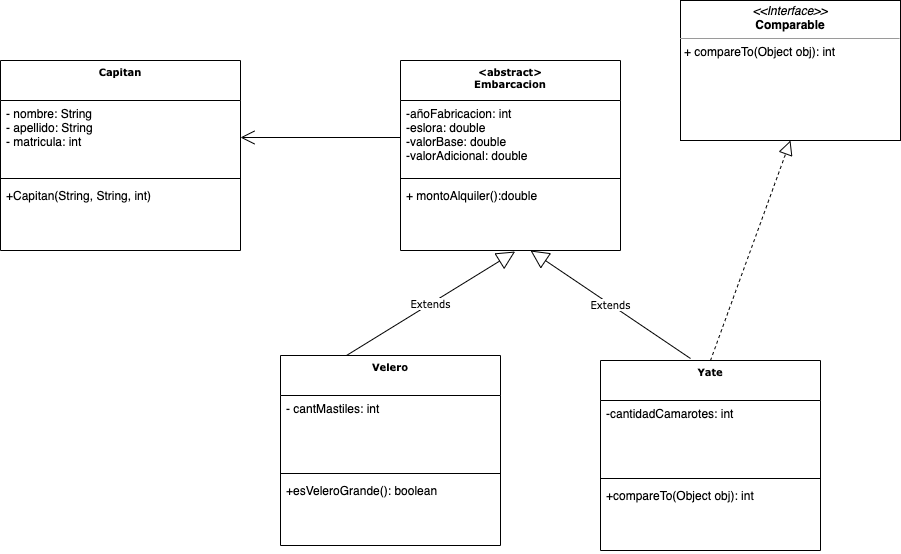 <<Interface>>
Comparable
+ compareTo(Object obj): int
Capitan
- nombre: String
- apellido: String
- matricula: int
+Capitan(String, String, int)
<abstract>
Embarcacion
-añoFabricacion: int
-eslora: double
-valorBase: double
-valorAdicional: double
+ montoAlquiler():double
Extends
Extends
Velero
- cantMastiles: int
+esVeleroGrande(): boolean
Yate
-cantidadCamarotes: int
+compareTo(Object obj): int